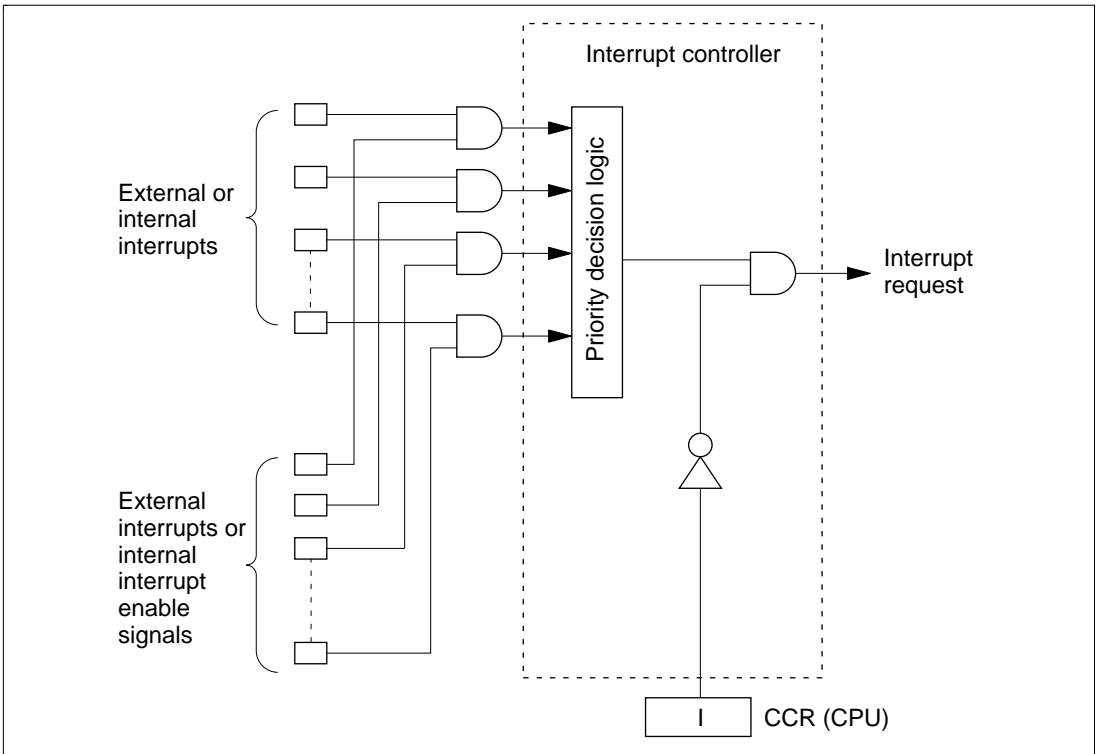 Interrupt controller
External or
internal
interrupts
Priority decision logic
Interrupt
request
External
interrupts or
internal
interrupt
enable
signals
I
CCR (CPU)